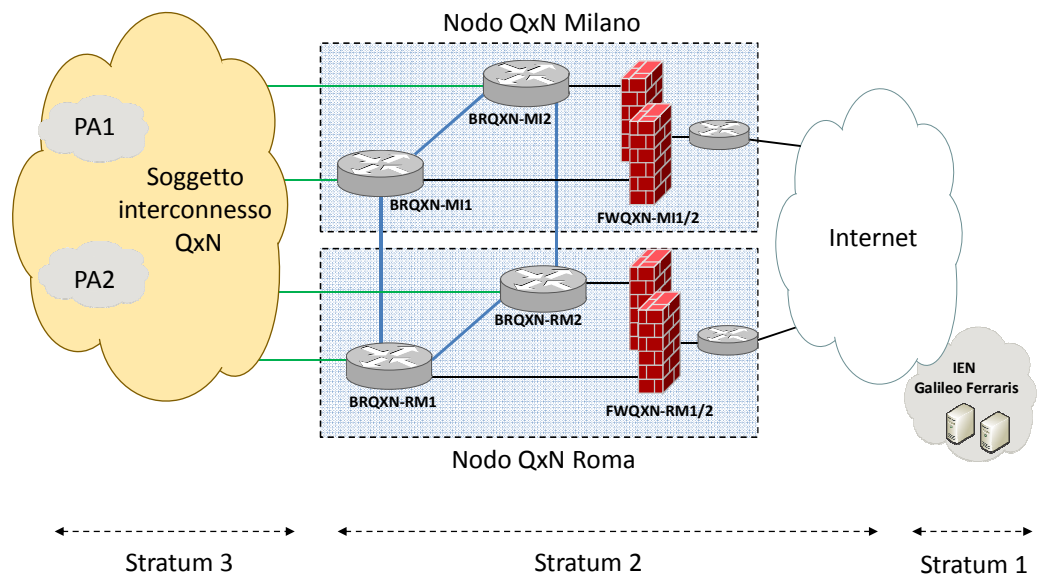 Nodo QxN Milano
BRQXN-MI2
PA1
Soggetto
interconnesso
QxN
BRQXN-MI1
FWQXN-MI1/2
Internet
PA2
BRQXN-RM2
BRQXN-RM1
FWQXN-RM1/2
IEN
Galileo Ferraris
Nodo QxN Roma
Stratum 3
Stratum 2
Stratum 1